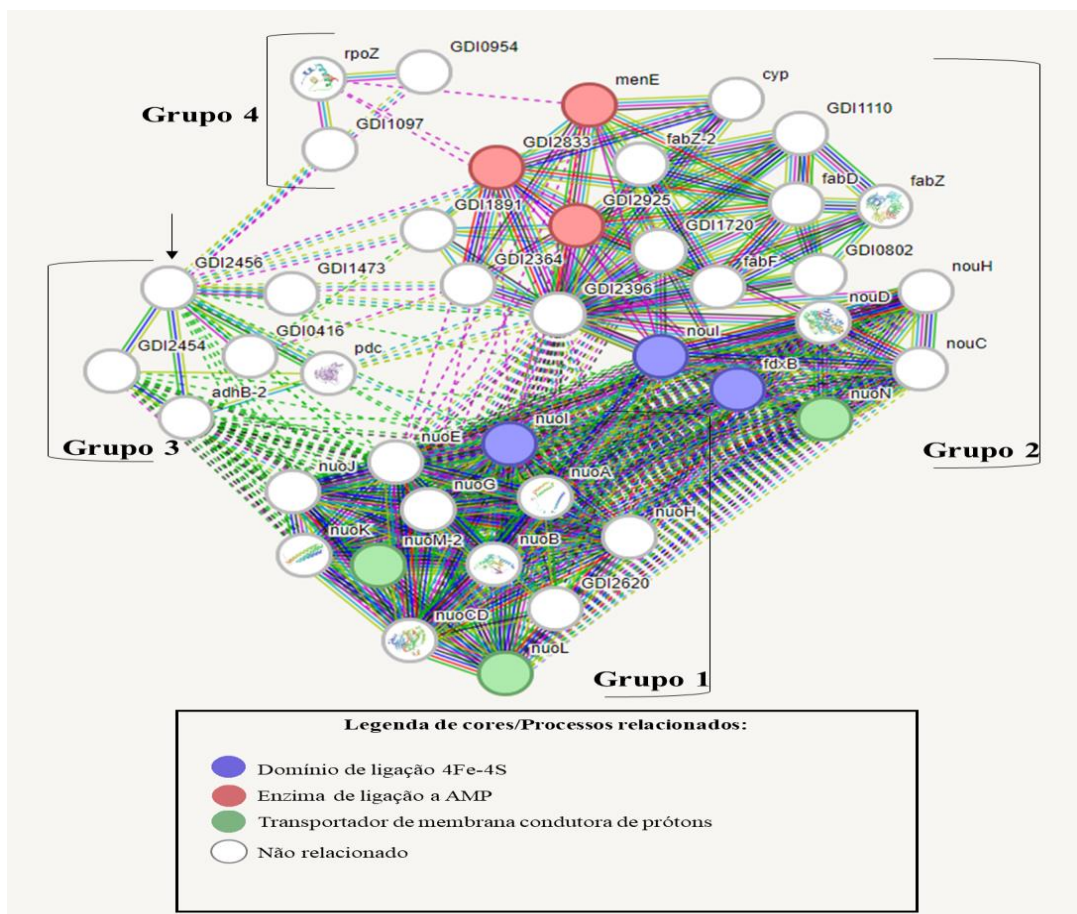 rpoZ
GDI0954
Grupo 4
GDI1097
menE
cyp
GDI1110
GDI2833
fabZ-2
fabD
fabZ
GDI1891
GDI2925
GDI1720
GDI0802
GDI2456
GDI1473
GDI2364
GDI2396
fabF
nouH
nouD
GDI2454
GDI0416
pdc
nouI
nouC
adhB-2
fdxB
nuoN
Grupo 3
Grupo 2
nuoE
nuoI
nuoJ
nuoG
nuoA
nuoK
nuoM-2
nuoB
nuoH
GDI2620
nuoCD
nuoL
Grupo 1
Legenda de cores/Processos relacionados:
Domínio de ligação 4Fe-4S
Enzima de ligação a AMP
Transportador de membrana condutora de prótons
Não relacionado